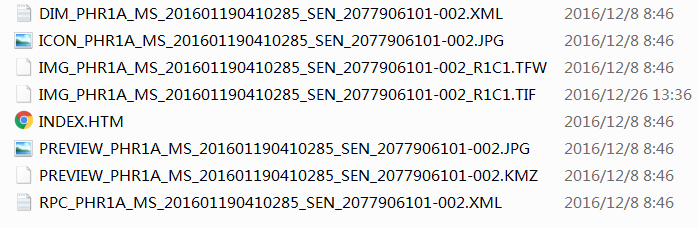 DIM_PHR1A_MS_201601190410285_SEN_2077906101-002.XML 2016/12/8 8:46
ICON_PHR1A_MS_201601190410285_SEN_2077906101-002.JPG 2016/12/8 8:46
IMG_PHR1A_MS_201601190410285_SEN_2077906101-002_R1C1.TFW 2016/12/8 8:46
IMG_PHR1A_MS_201601190410285_SEN_2077906101-002_R1C1.TIF 2016/12/26 13:36
INDEX.HTM 2016/12/8 8:46
PREVIEW_PHR1A_MS_201601190410285_SEN_2077906101-002.JPG 2016/12/8 8:46
PREVIEW_PHR1A_MS_201601190410285_SEN_2077906101-002.KMZ 2016/12/8 8:46
RPC_PHR1A_MS_201601190410285_SEN_2077906101-002.XML 2016/12/8 8:46